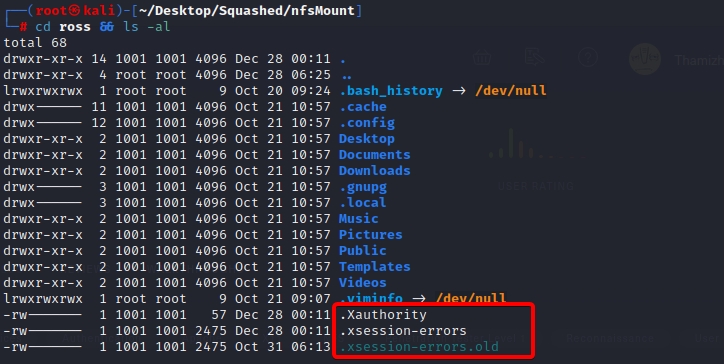 ┌──(root㉿kali)-[~/Desktop/Squashed/nfsMount]
└─# cd ross && ls -al
total 68
drwxr-xr-x 14 1001 1001 4096 Dec 28 00:11 .
drwxr-xr-x  4 root root 4096 Dec 28 06:25 ..
lrwxrwxrwx  1 root root    9 Oct 20 09:24 .bash_history -> /dev/null
drwx------ 11 1001 1001 4096 Oct 21 10:57 .cache
drwx------ 12 1001 1001 4096 Oct 21 10:57 .config
drwxr-xr-x  2 1001 1001 4096 Oct 21 10:57 Desktop
drwxr-xr-x  2 1001 1001 4096 Oct 21 10:57 Documents
drwxr-xr-x  2 1001 1001 4096 Oct 21 10:57 Downloads
drwx------  3 1001 1001 4096 Oct 21 10:57 .gnupg
drwx------  3 1001 1001 4096 Oct 21 10:57 .local
drwxr-xr-x  2 1001 1001 4096 Oct 21 10:57 Music
drwxr-xr-x  2 1001 1001 4096 Oct 21 10:57 Pictures
drwxr-xr-x  2 1001 1001 4096 Oct 21 10:57 Public
drwxr-xr-x  2 1001 1001 4096 Oct 21 10:57 Templates
drwxr-xr-x  2 1001 1001 4096 Oct 21 10:57 Videos
lrwxrwxrwx  1 root root    9 Oct 21 09:07 .viminfo -> /dev/null
-rw-------  1 1001 1001   57 Dec 28 00:11 .Xauthority
-rw-------  1 1001 1001 2475 Dec 28 00:11 .xsession-errors
-rw-------  1 1001 1001 2475 Oct 31 06:13 .xsession-errors.old
USER RATING